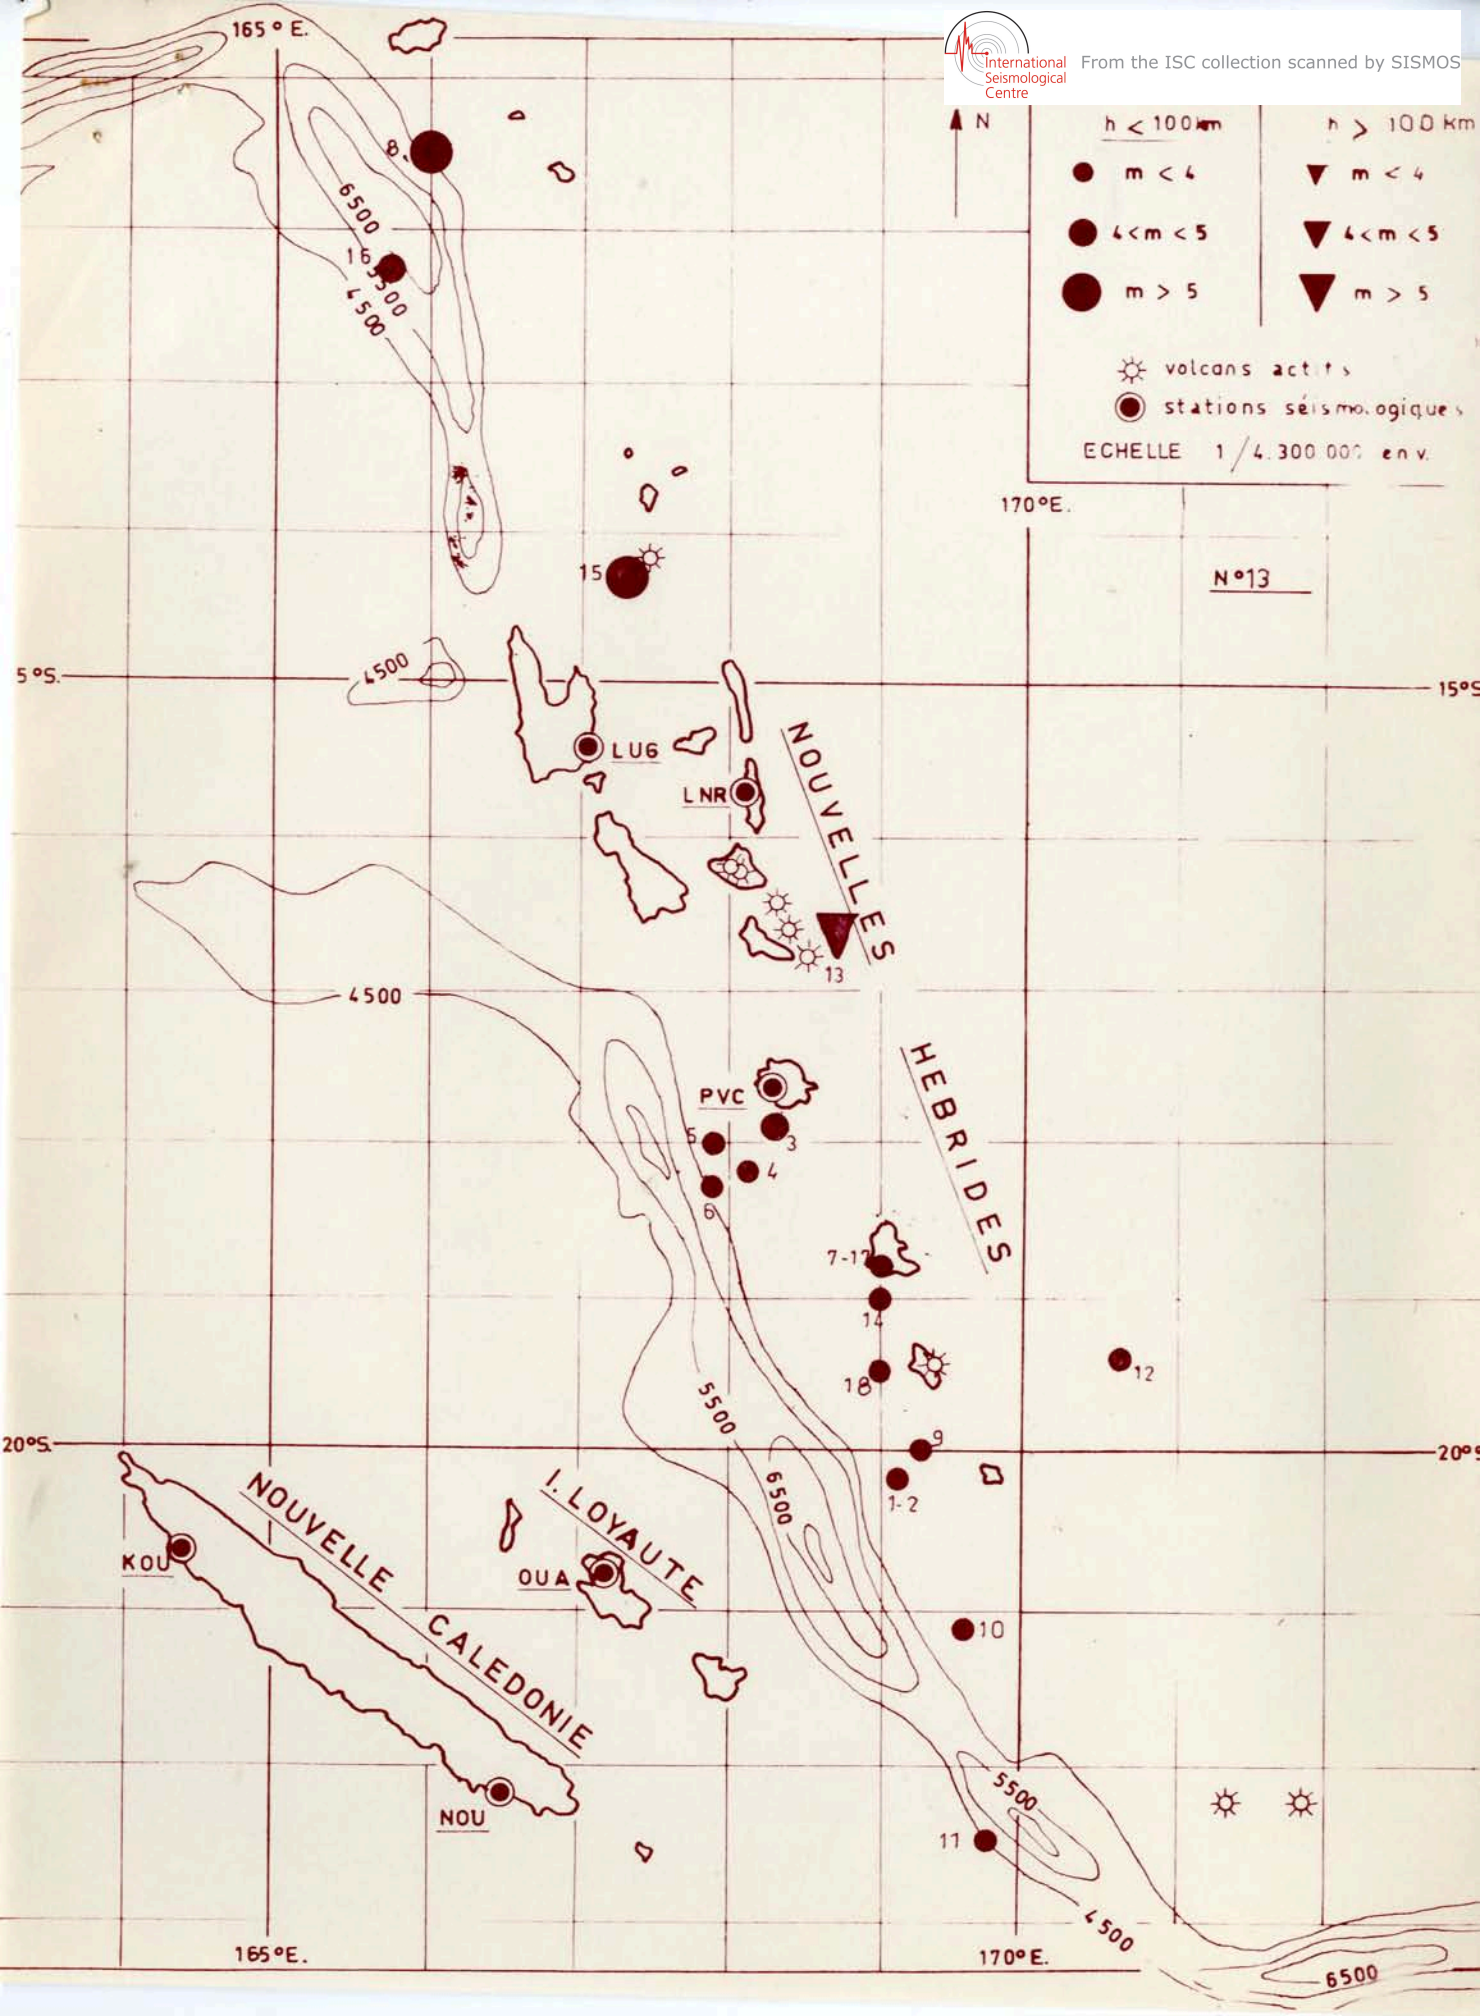 165° E.
International
Seismological
Centre
From the ISC collection scanned by SISMOS
N
h < 100 km
h > 100 km
m < 4
m < 4
4 < m < 5
4 < m < 5
m > 5
m > 5
volcans actifs
stations séismologiques
ECHELLE 1/4.300.000 env.
8
6500
16
5500
4500
170°E.
N°13
15
5°S.
4500
15°S
LUG
LNR
NOUVELLES
13
4500
HEBRIDES
PVC
5
3
4
6
7-17
14
12
18
5500
20°S.
9
20°S
6500
1-2
NOUVELLE CALEDONIE
I. LOYAUTE
KOU
OUA
10
5500
NOU
11
4500
165°E.
170°E.
6500